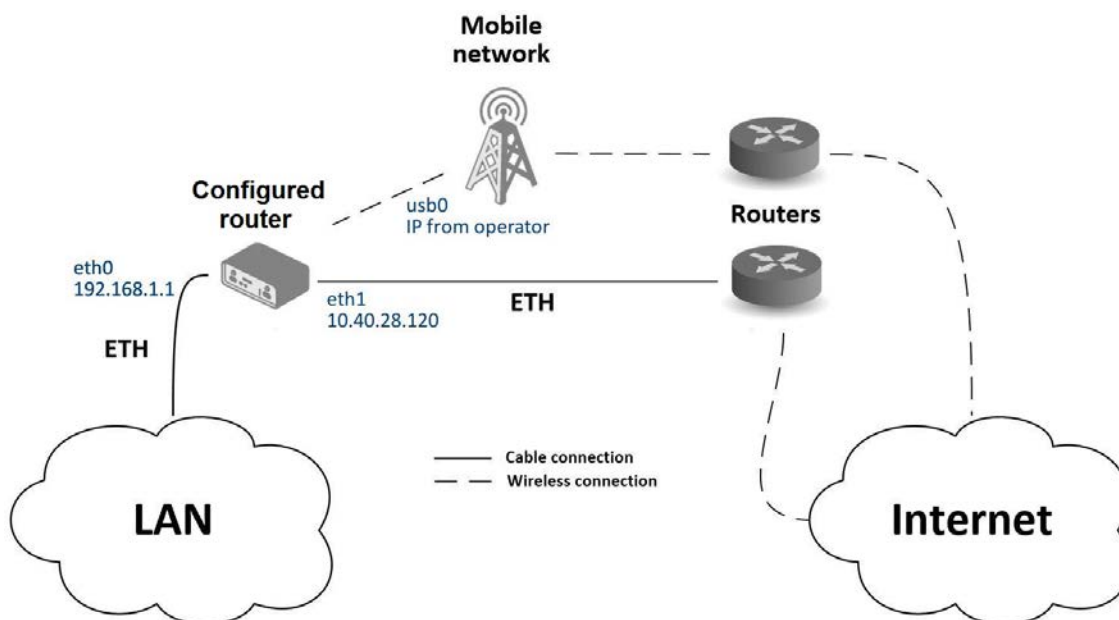 Mobile
network
Configured
router
usb0
IP from operator
Routers
eth0
192.168.1.1
eth1
10.40.28.120
ETH
ETH
Cable connection
Wireless connection
LAN
Internet